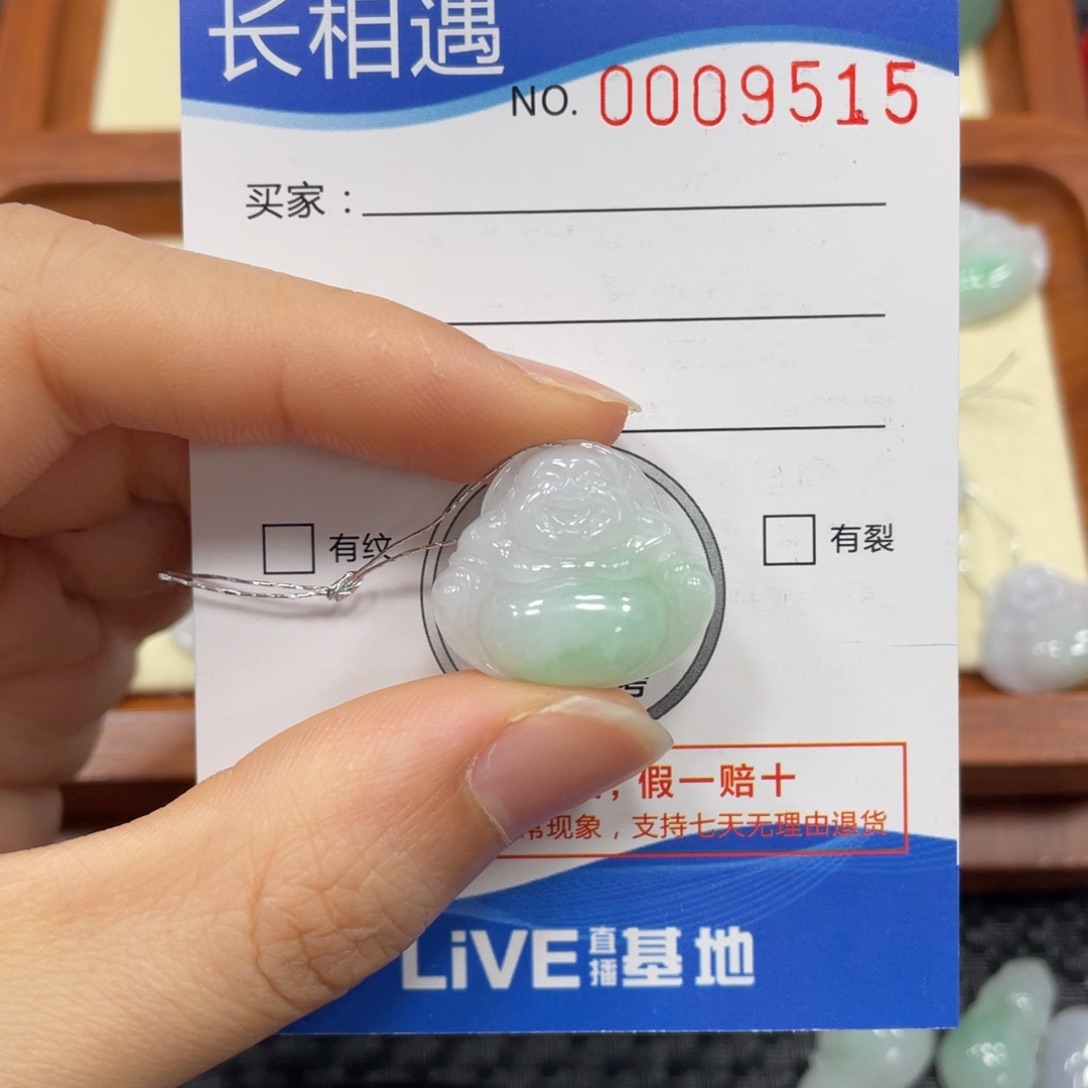 长相遇
NO. 0009515
买家：
有纹
有裂
号
，假一赔十
常现象，支持七天无理由退货
LiVE直播基地